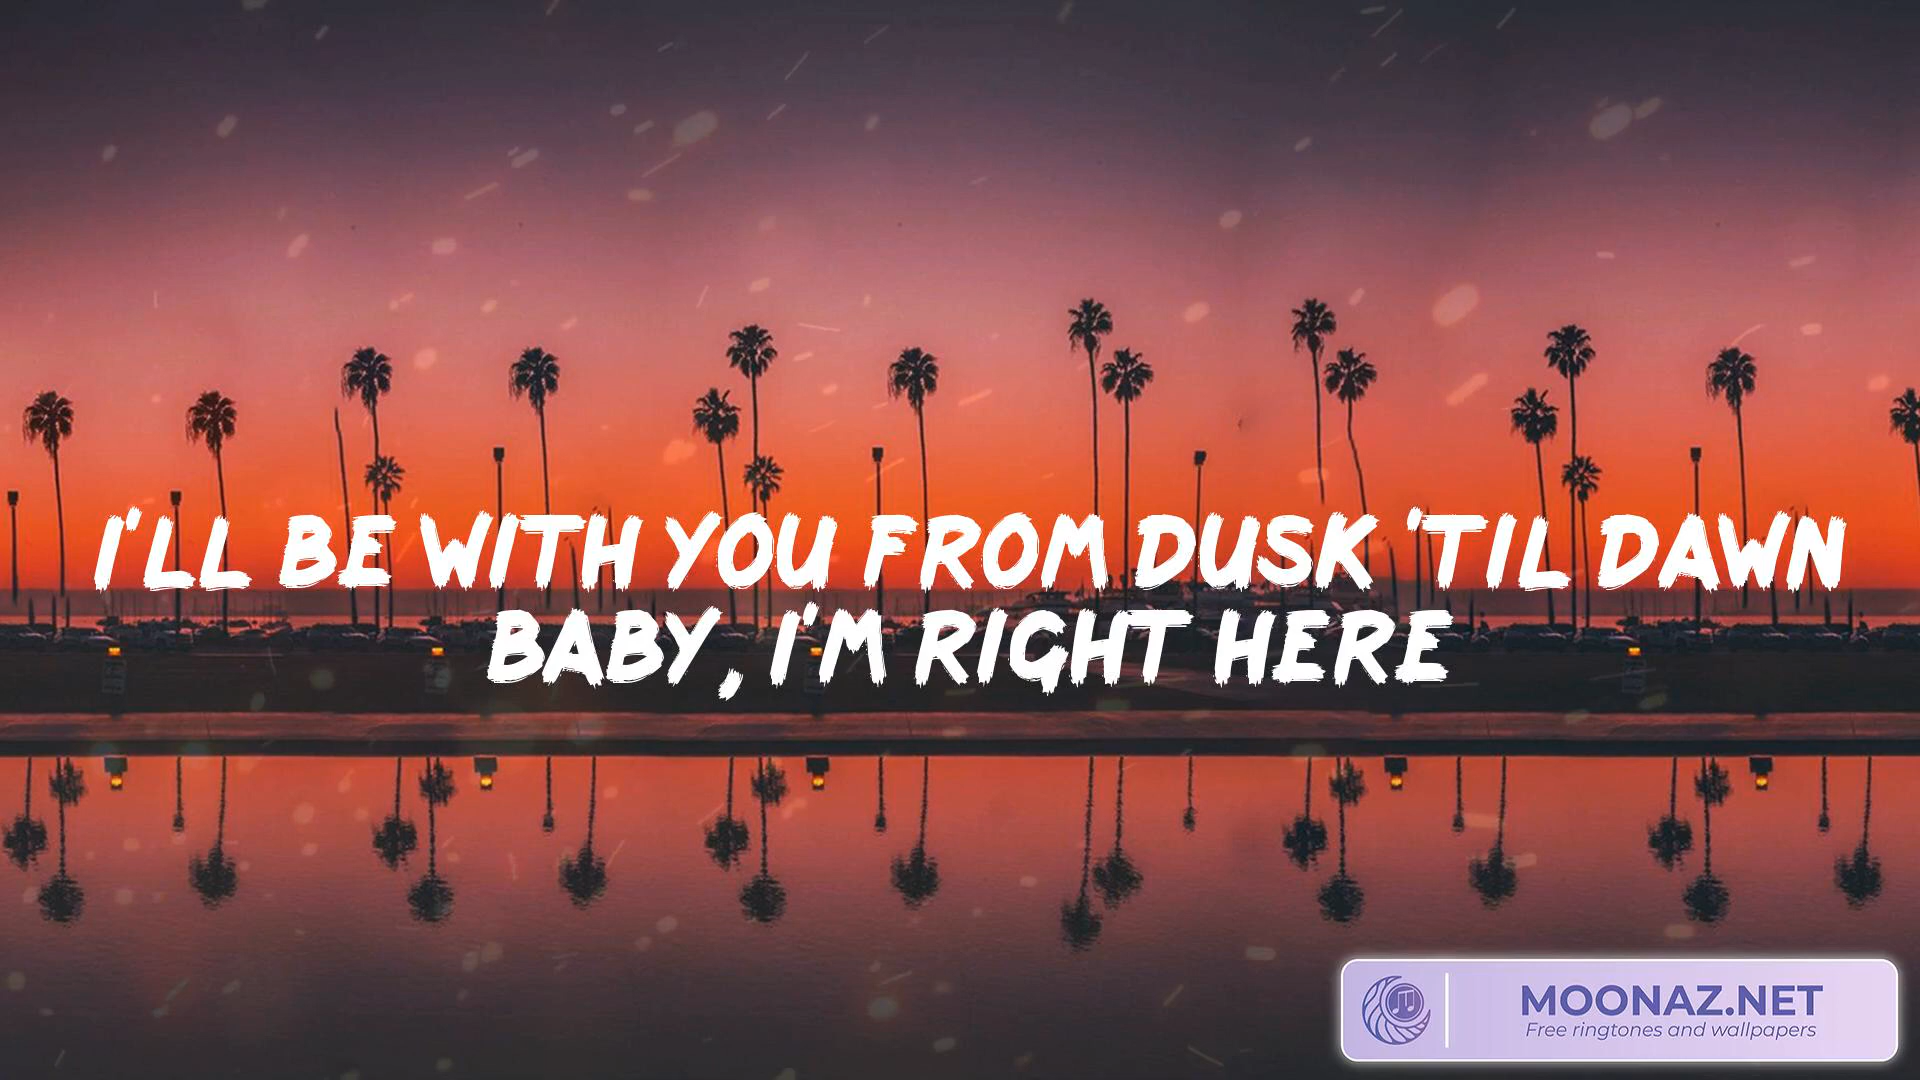 I'LL BE WITH YOU FROM DUSK 'TIL DAWN
BABY, I'M RIGHT HERE
MOONAZ.NET
Free ringtones and wallpapers